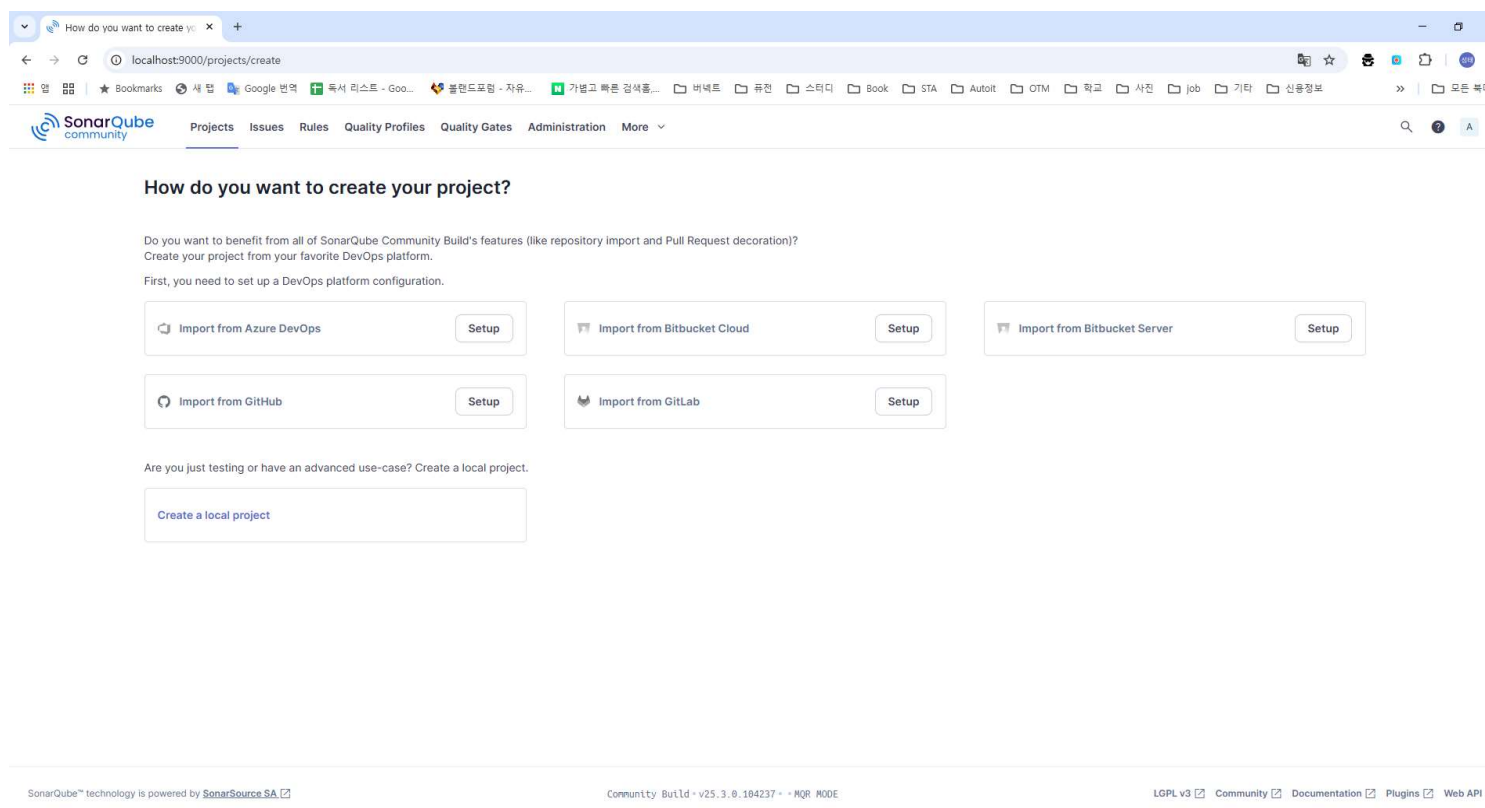 How do you want to create yo
localhost:9000/projects/create
앱 Bookmarks 새 탭 Google 번역 독서 리스트 - Goo... 볼랜드포럼 - 자유... 가볍고 빠른 검색홈,... 버넥트 퓨전 스터디 Book STA Autoit OTM 학교 사진 job 기타 신용정보 » 모든 북마
SonarQube
community
Projects Issues Rules Quality Profiles Quality Gates Administration More A
How do you want to create your project?
Do you want to benefit from all of SonarQube Community Build's features (like repository import and Pull Request decoration)?
Create your project from your favorite DevOps platform.
First, you need to set up a DevOps platform configuration.
Import from Azure DevOps Setup Import from Bitbucket Cloud Setup Import from Bitbucket Server Setup
Import from GitHub Setup Import from GitLab Setup
Are you just testing or have an advanced use-case? Create a local project.
Create a local project
SonarQube™ technology is powered by SonarSource SA Community Build • v25.3.0.104237 • • MQR MODE LGPL v3 Community Documentation Plugins Web API